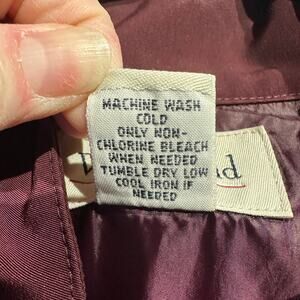 MACHINE WASH
COLD
ONLY NON-
CHLORINE BLEACH
WHEN NEEDED
TUMBLE DRY LOW
COOL IRON IF
NEEDED